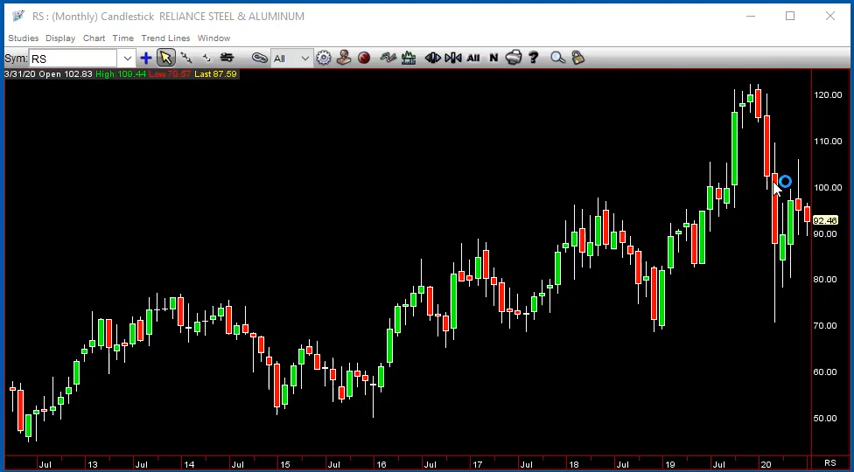 RS : (Monthly) Candlestick  RELIANCE STEEL & ALUMINUM
Studies Display Chart Time Trend Lines Window
Sym: RS All All N ?
3/31/20 Open 102.83 High 109.44 Low 70.57 Last 87.59
120.00
110.00
100.00
92.46
90.00
80.00
70.00
60.00
50.00
Jul 13 Jul 14 Jul 15 Jul 16 Jul 17 Jul 18 Jul 19 Jul 20 RS